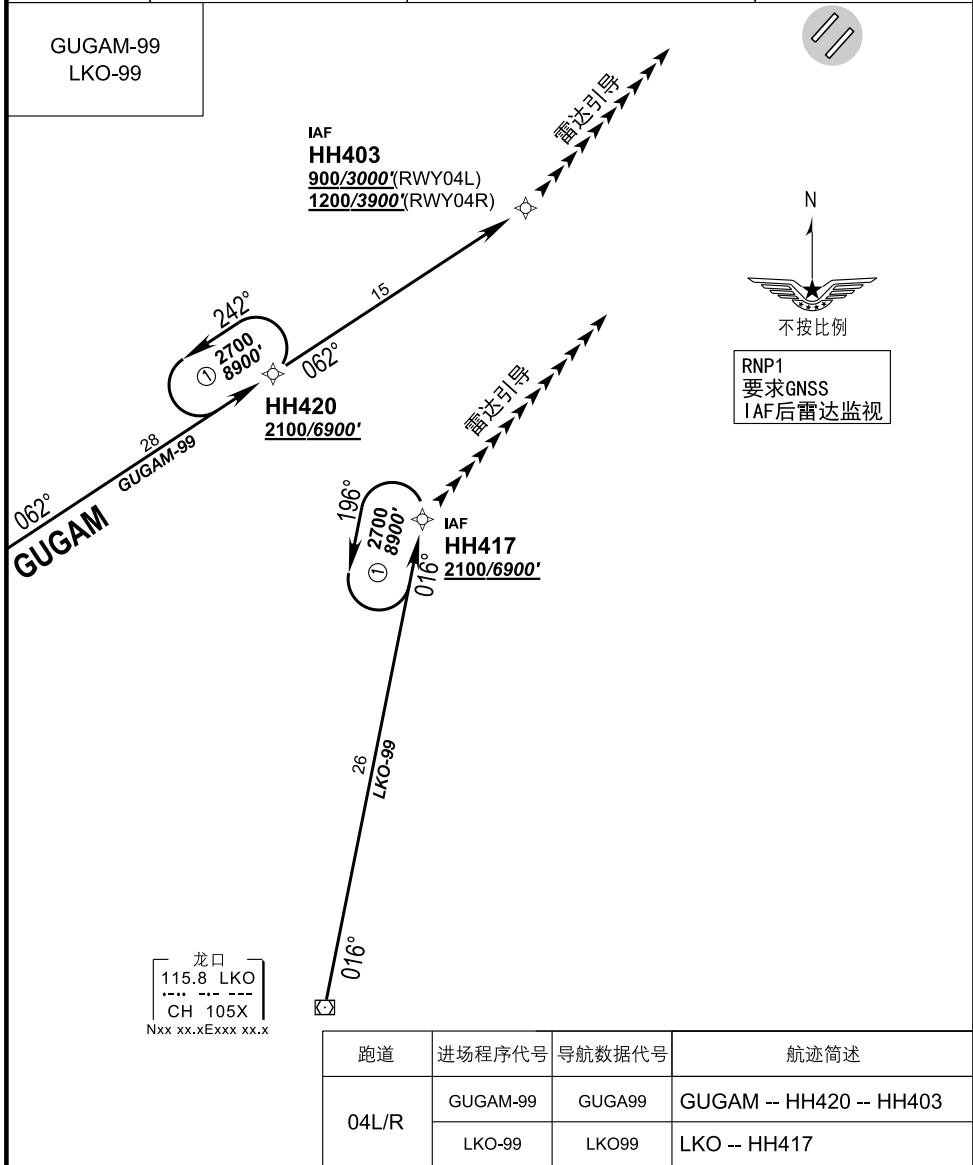 GUGAM-99
LKO-99
雷达引导
IAF
HH403
900/3000'(RWY04L)
1200/3900'(RWY04R)
N
15
不按比例
RNP1
要求GNSS
IAF后雷达监视
242°
① 2700
8900'
062°
HH420
2100/6900'
28
GUGAM-99
062°
GUGAM
雷达引导
196°
① 2700
8900'
IAF
HH417
2100/6900'
016°
26
LKO-99
016°
龙口
115.8 LKO
·-·· -·- ---
CH 105X
Nxx xx.xExxx xx.x
跑道 进场程序代号 导航数据代号 航迹简述
04L/R
GUGAM-99 GUGA99 GUGAM -- HH420 -- HH403
LKO-99 LKO99 LKO -- HH417